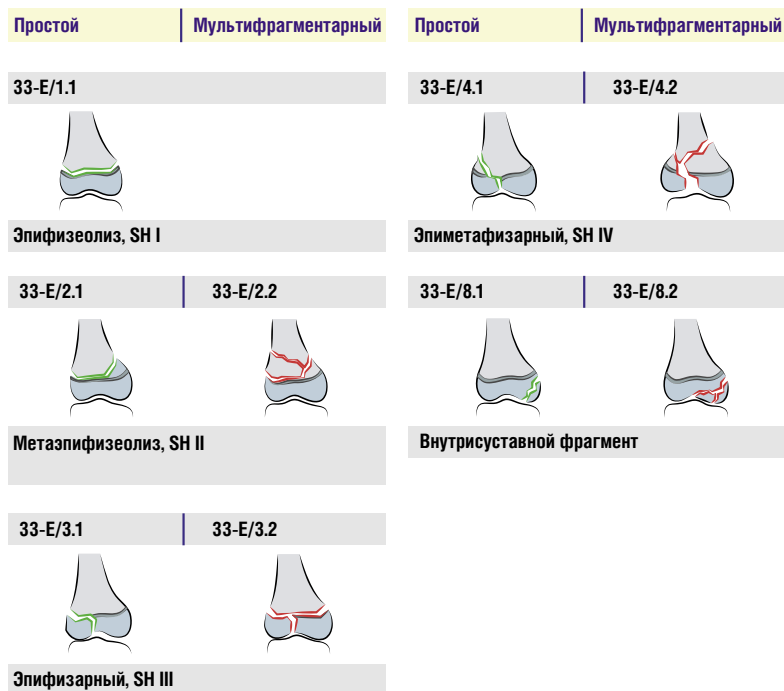 Простой Мультифрагментарный
33-E/1.1
Эпифизеолиз, SH I
33-E/2.1 33-E/2.2
Метаэпифизеолиз, SH II
33-E/3.1 33-E/3.2
Эпифизарный, SH III
Простой Мультифрагментарный
33-E/4.1 33-E/4.2
Эпиметафизарный, SH IV
33-E/8.1 33-E/8.2
Внутрисуставной фрагмент